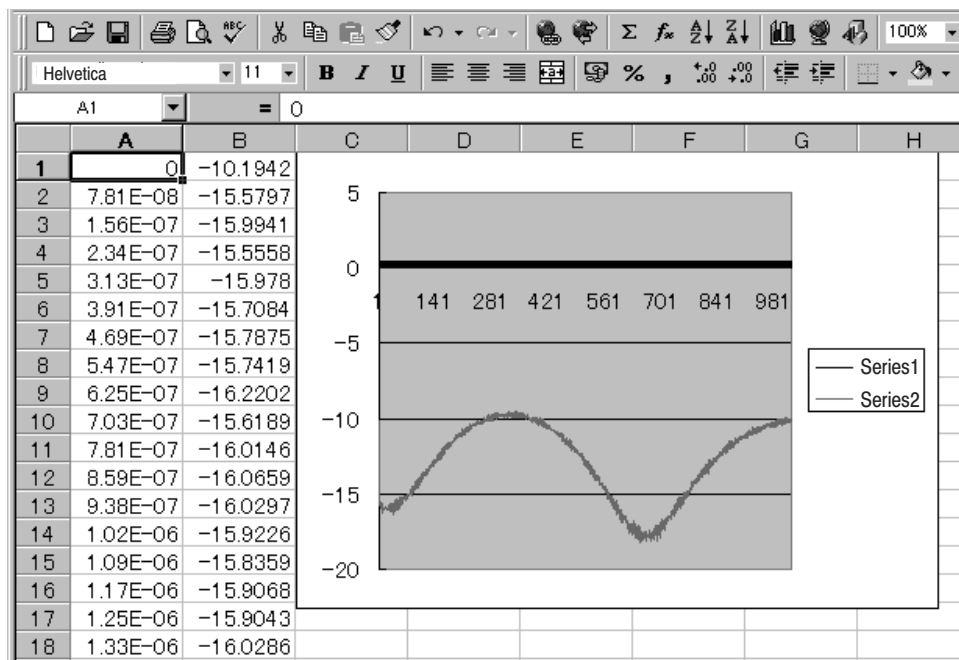 ABC Σ fx A Z Z A 100%
Helvetica 11 B I U % , .00 .00
A1 = 0
A B C D E F G H
1 0 −10.1942
2 7.81E−08 −15.5797
3 1.56E−07 −15.9941
4 2.34E−07 −15.5558
5 3.13E−07 −15.978
6 3.91E−07 −15.7084
7 4.69E−07 −15.7875
8 5.47E−07 −15.7419
9 6.25E−07 −16.2202
10 7.03E−07 −15.6189
11 7.81E−07 −16.0146
12 8.59E−07 −16.0659
13 9.38E−07 −16.0297
14 1.02E−06 −15.9226
15 1.09E−06 −15.8359
16 1.17E−06 −15.9068
17 1.25E−06 −15.9043
18 1.33E−06 −16.0286
5
0
1 141 281 421 561 701 841 981
−5
−10
−15
−20
Series1
Series2